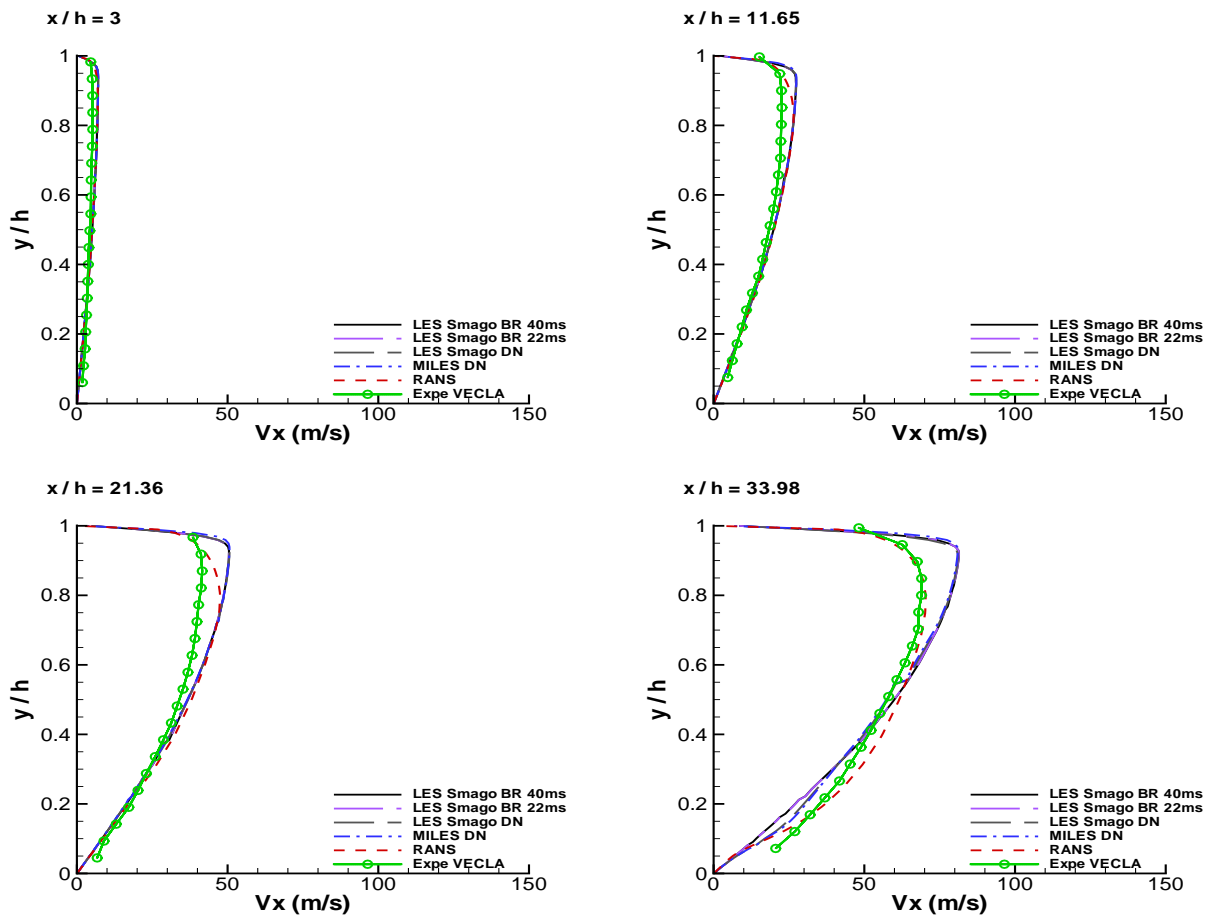 x / h = 3
1
0.8
0.6
0.4
0.2
0
y / h
LES Smago BR 40ms
LES Smago BR 22ms
LES Smago DN
MILES DN
RANS
Expe VECLA
50
100
150
Vx (m/s)
x / h = 11.65
1
0.8
0.6
0.4
0.2
0
y / h
LES Smago BR 40ms
LES Smago BR 22ms
LES Smago DN
MILES DN
RANS
Expe VECLA
0
50
100
150
Vx (m/s)
x / h = 21.36
1
0.8
0.6
0.4
0.2
0
y / h
LES Smago BR 40ms
LES Smago BR 22ms
LES Smago DN
MILES DN
RANS
Expe VECLA
0
50
100
150
Vx (m/s)
x / h = 33.98
1
0.8
0.6
0.4
0.2
0
y / h
LES Smago BR 40ms
LES Smago BR 22ms
LES Smago DN
MILES DN
RANS
Expe VECLA
0
50
100
150
Vx (m/s)